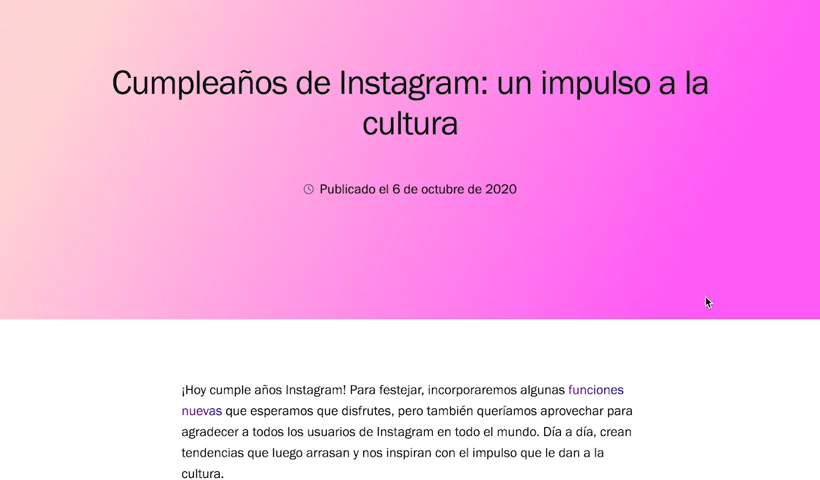 Cumpleaños de Instagram: un impulso a la
cultura
Publicado el 6 de octubre de 2020
¡Hoy cumple años Instagram! Para festejar, incorporaremos algunas funciones
nuevas que esperamos que disfrutes, pero también queríamos aprovechar para
agradecer a todos los usuarios de Instagram en todo el mundo. Día a día, crean
tendencias que luego arrasan y nos inspiran con el impulso que le dan a la
cultura.